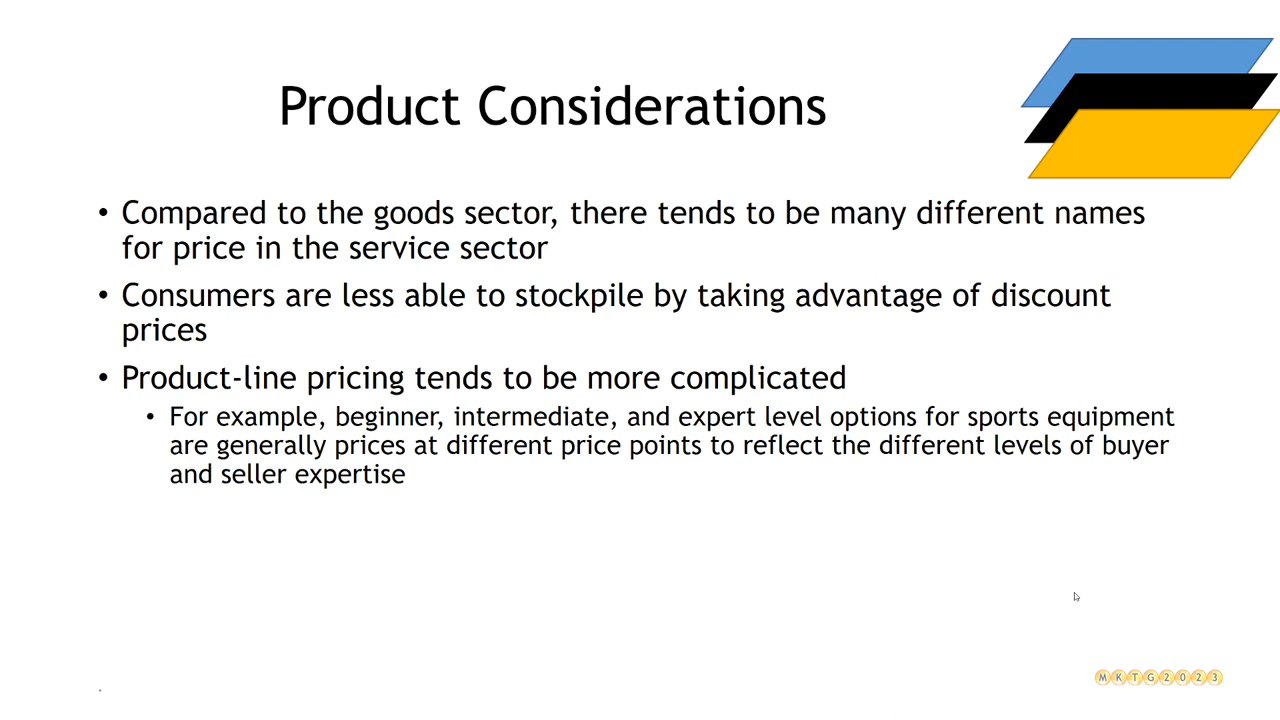 Product Considerations
• Compared to the goods sector, there tends to be many different names
for price in the service sector
• Consumers are less able to stockpile by taking advantage of discount
prices
• Product-line pricing tends to be more complicated
• For example, beginner, intermediate, and expert level options for sports equipment
are generally prices at different price points to reflect the different levels of buyer
and seller expertise
.
MKTG2023